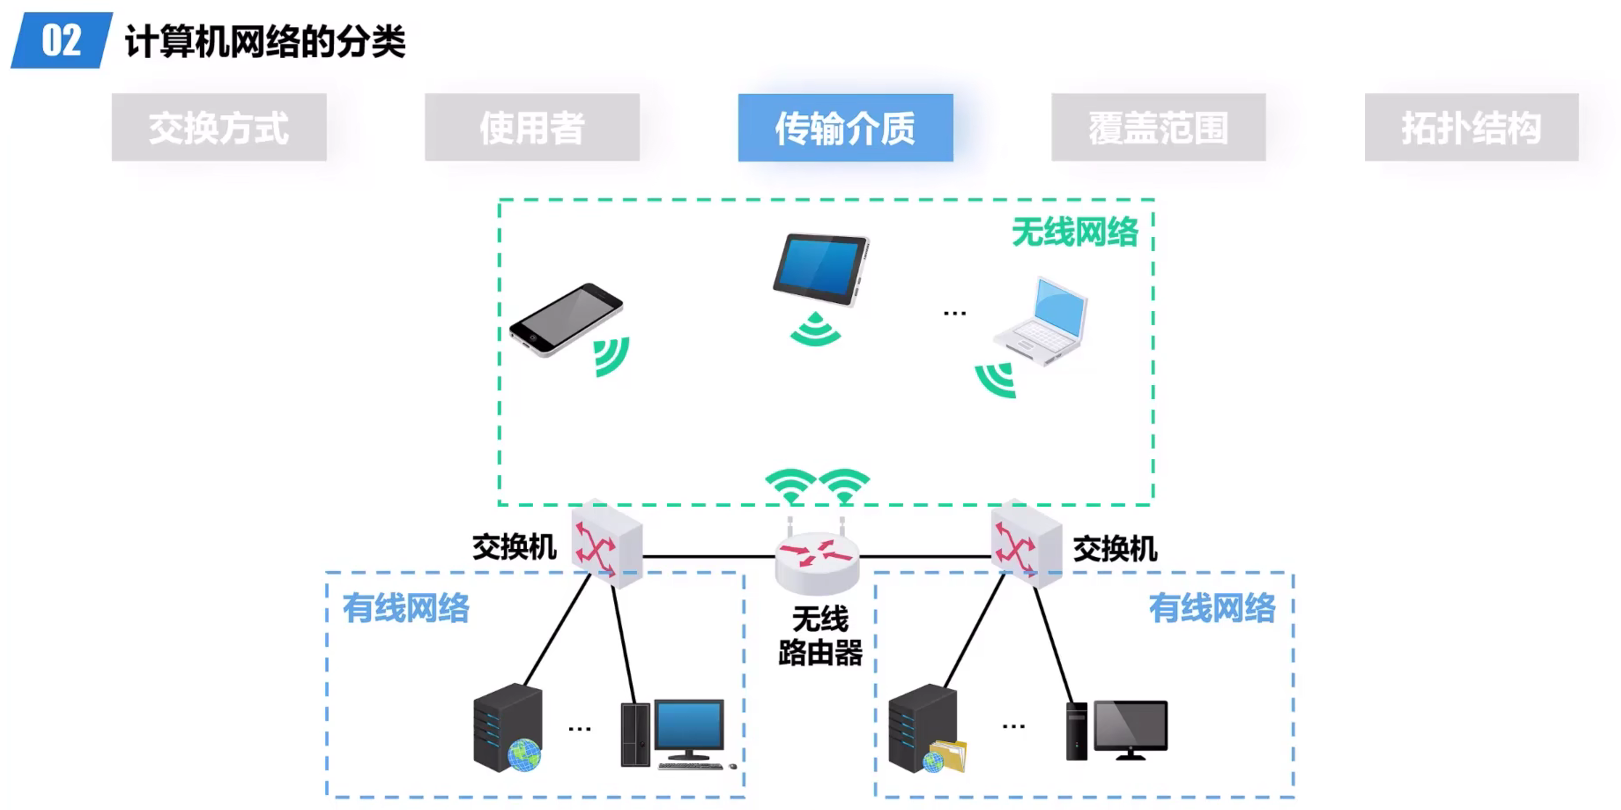 02 计算机网络的分类
交换方式 使用者 传输介质 覆盖范围 拓扑结构
无线网络
...
交换机
交换机
无线
路由器
有线网络
有线网络
...
...